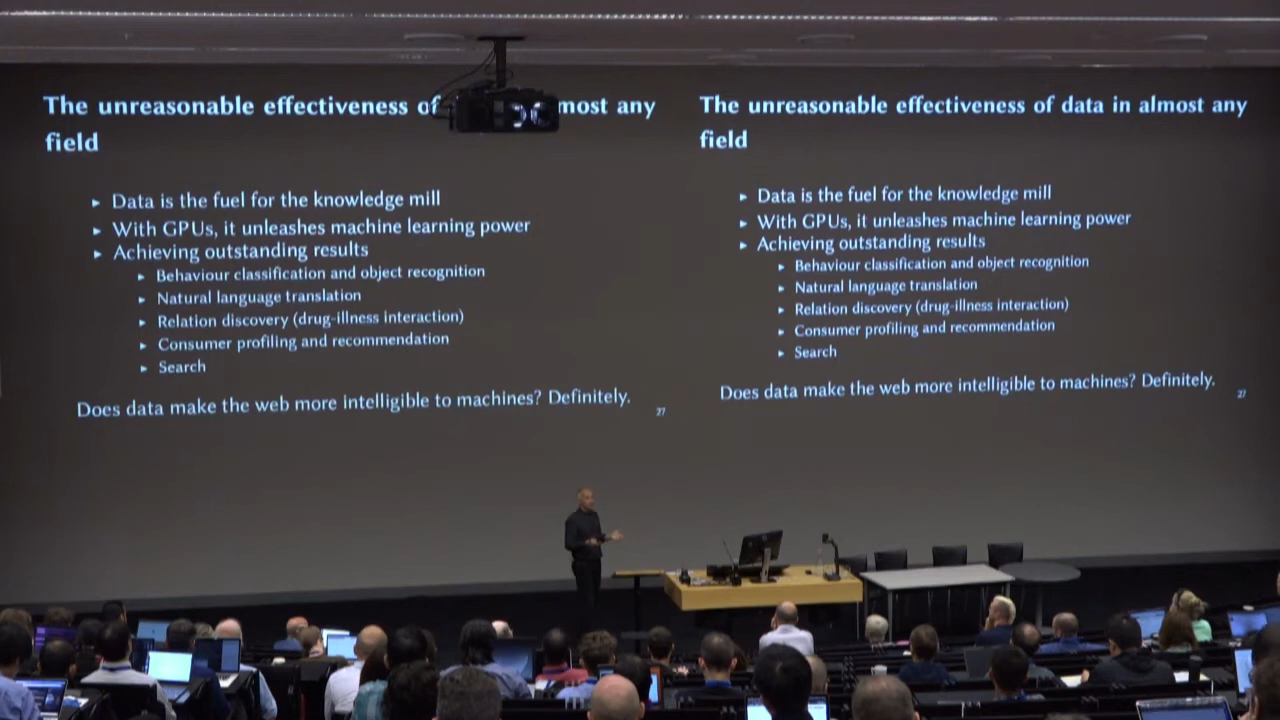 The unreasonable effectiveness of most any
field
▸ Data is the fuel for the knowledge mill
▸ With GPUs, it unleashes machine learning power
▸ Achieving outstanding results
▸ Behaviour classification and object recognition
▸ Natural language translation
▸ Relation discovery (drug-illness interaction)
▸ Consumer profiling and recommendation
▸ Search
Does data make the web more intelligible to machines? Definitely.
27
The unreasonable effectiveness of data in almost any
field
▸ Data is the fuel for the knowledge mill
▸ With GPUs, it unleashes machine learning power
▸ Achieving outstanding results
▸ Behaviour classification and object recognition
▸ Natural language translation
▸ Relation discovery (drug-illness interaction)
▸ Consumer profiling and recommendation
▸ Search
Does data make the web more intelligible to machines? Definitely.
27